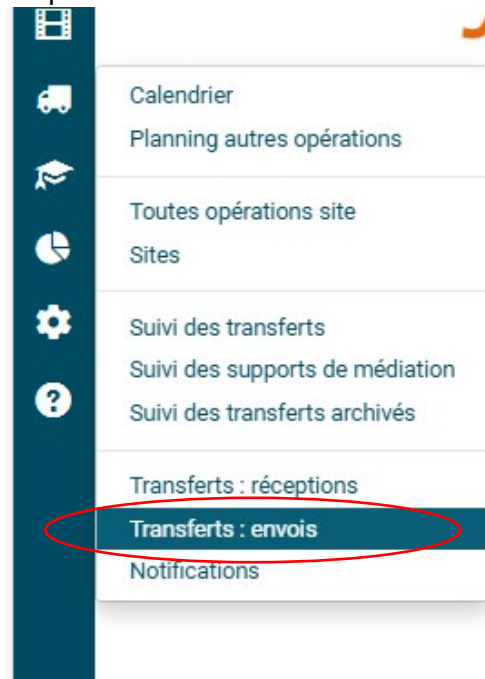 Calendrier
Planning autres opérations
Toutes opérations site
Sites
Suivi des transferts
Suivi des supports de médiation
Suivi des transferts archivés
Transferts : réceptions
Transferts : envois
Notifications